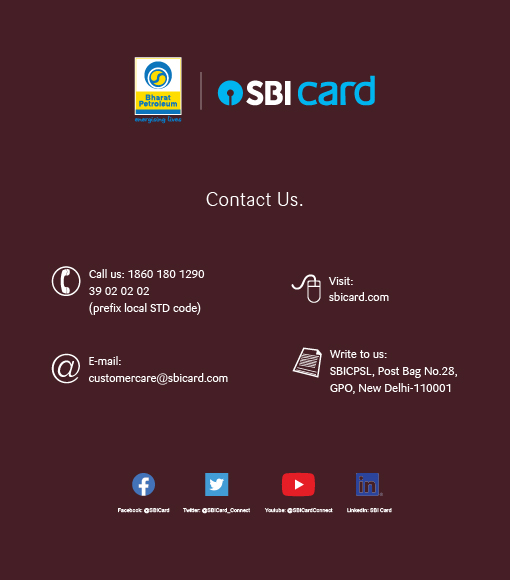 Bharat
Petroleum
energising lives
SBI card
Contact Us.
Call us: 1860 180 1290
39 02 02 02
(prefix local STD code)
Visit:
sbicard.com
E-mail:
customercare@sbicard.com
Write to us:
SBICPSL, Post Bag No.28,
GPO, New Delhi-110001
Facebook: @SBICard
Twitter: @SBICard_Connect
Youtube: @SBICardConnect
LinkedIn: SBI Card